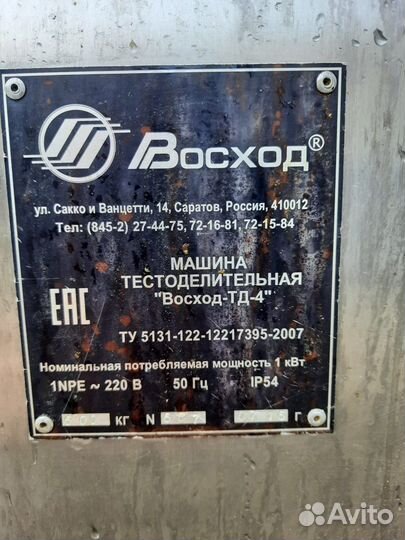 Восход®
ул. Сакко и Ванцетти, 14, Саратов, Россия, 410012
Тел: (845-2) 27-44-75, 72-16-81, 72-15-84
МАШИНА
ТЕСТОДЕЛИТЕЛЬНАЯ
"Восход-ТД-4"
EAC
ТУ 5131-122-12217395-2007
Номинальная потребляемая мощность 1 кВт
1NPE ~ 220 В 50 Гц IP54
КГ N Г
Avito